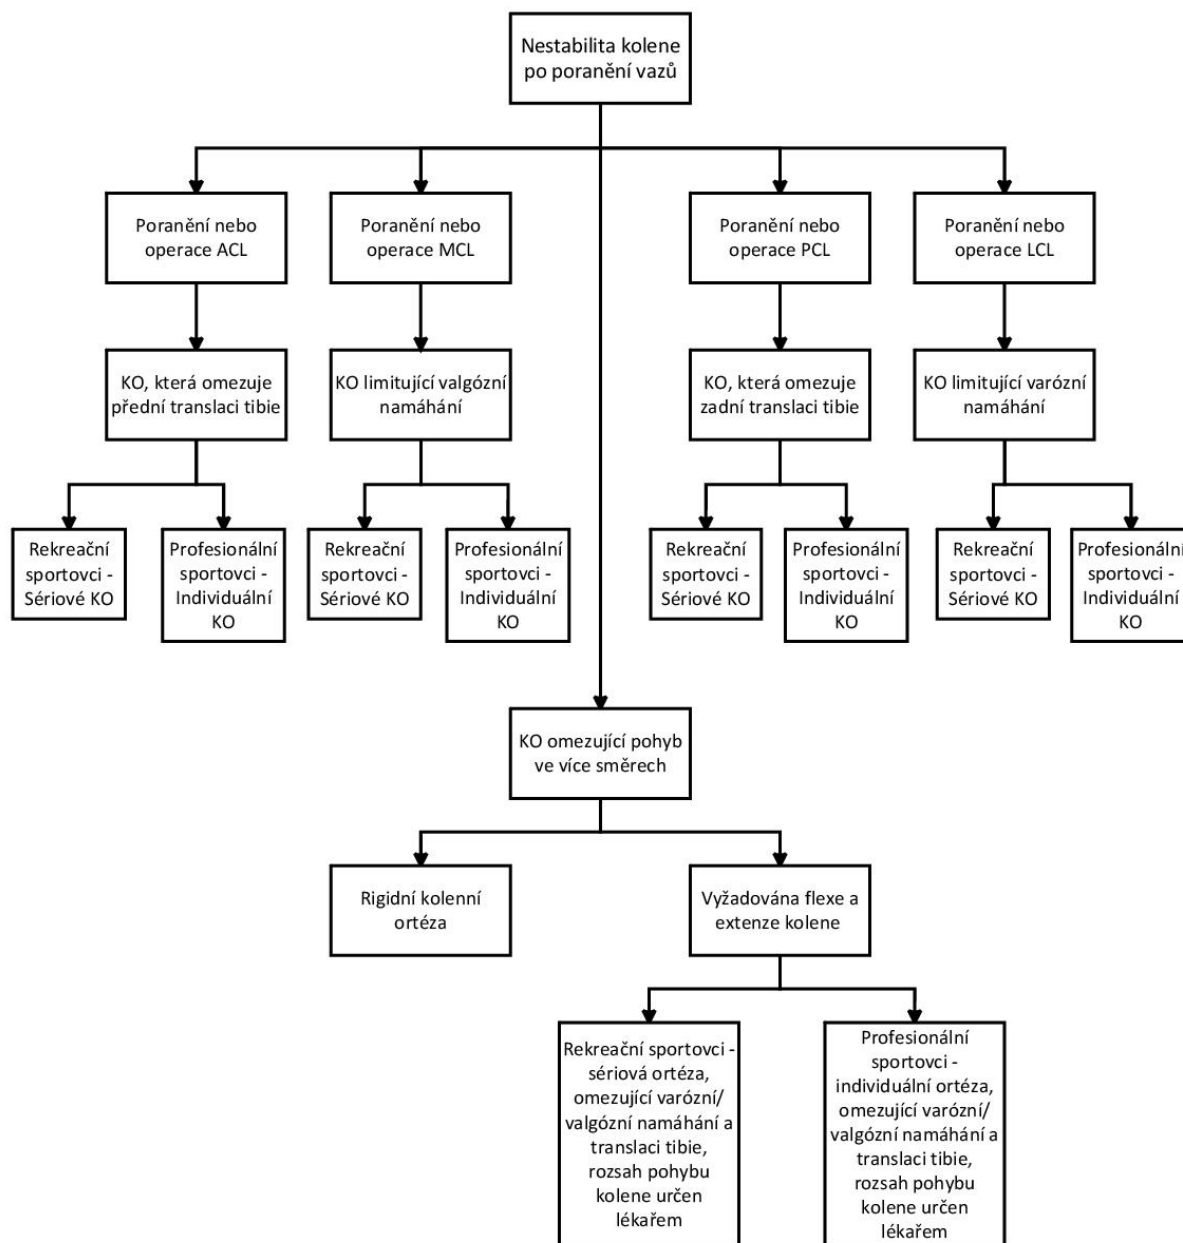 Nestabilita kolene
po poranění vazů
Poranění nebo
operace ACL
Poranění nebo
operace MCL
Poranění nebo
operace PCL
Poranění nebo
operace LCL
KO, která omezuje
přední translaci tibie
KO limitující valgózní
namáhání
KO, která omezuje
zadní translaci tibie
KO limitující varózní
namáhání
Rekreační
sportovci -
Sériové KO
Profesionální
sportovci -
Individuální
KO
Rekreační
sportovci -
Sériové KO
Profesionální
sportovci -
Individuální
KO
Rekreační
sportovci -
Sériové KO
Profesionální
sportovci -
Individuální
KO
Rekreační
sportovci -
Sériové KO
Profesionální
sportovci -
Individuální
KO
KO omezující pohyb
ve více směrech
Rigidní kolenní
ortéza
Vyžadována flexe a
extenze kolene
Rekreační sportovci -
sériová ortéza,
omezující varózní/
valgózní namáhání a
translaci tibie,
rozsah pohybu
kolene určen
lékařem
Profesionální
sportovci -
individuální ortéza,
omezující varózní/
valgózní namáhání a
translaci tibie,
rozsah pohybu
kolene určen
lékařem